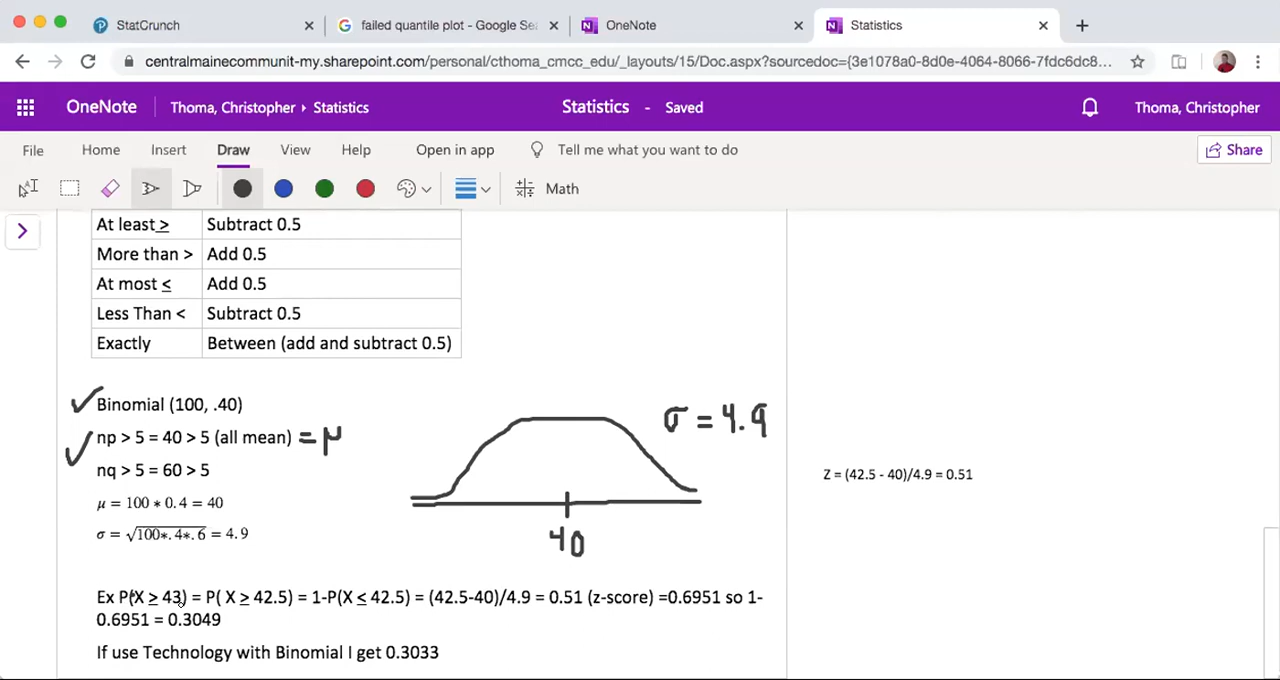 StatCrunch
failed quantile plot - Google Sea
OneNote
Statistics
centralmainecommunit-my.sharepoint.com/personal/cthoma_cmcc_edu/_layouts/15/Doc.aspx?sourcedoc={3e1078a0-8d0e-4064-8066-7fdc6dc8...
OneNote Thoma, Christopher › Statistics Statistics - Saved Thoma, Christopher
File Home Insert Draw View Help Open in app Tell me what you want to do Share
Math
At least ≥ Subtract 0.5
More than > Add 0.5
At most ≤ Add 0.5
Less Than < Subtract 0.5
Exactly Between (add and subtract 0.5)
Binomial (100, .40)
np > 5 = 40 > 5 (all mean) = μ
nq > 5 = 60 > 5
μ = 100 * 0.4 = 40
σ = √100*.4*.6 = 4.9
σ = 4.9
40
Z = (42.5 - 40)/4.9 = 0.51
Ex P(X ≥ 43) = P( X ≥ 42.5) = 1-P(X ≤ 42.5) = (42.5-40)/4.9 = 0.51 (z-score) =0.6951 so 1-
0.6951 = 0.3049
If use Technology with Binomial I get 0.3033